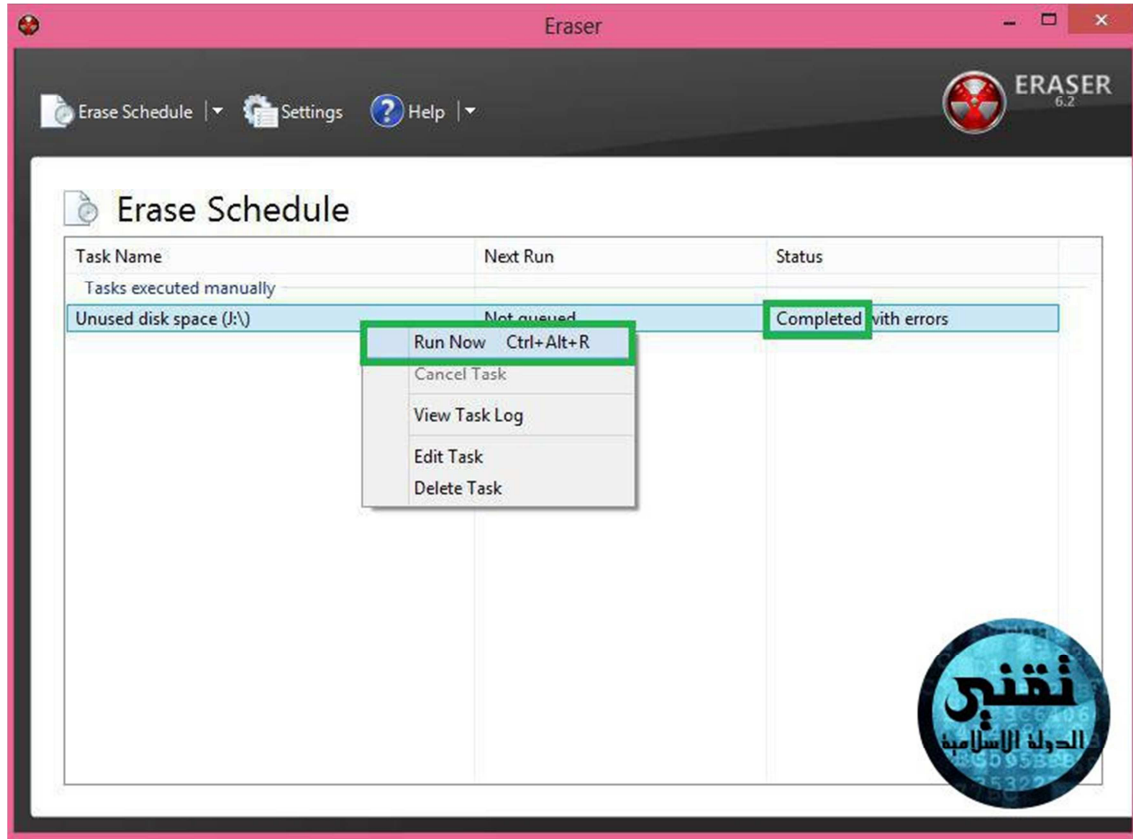 Eraser
Erase Schedule Settings Help
ERASER
6.2
Erase Schedule
Task Name Next Run Status
Tasks executed manually
Unused disk space (J:\) Not queued Completed with errors
Run Now Ctrl+Alt+R
Cancel Task
View Task Log
Edit Task
Delete Task
تقني
الدولة الإسلامية